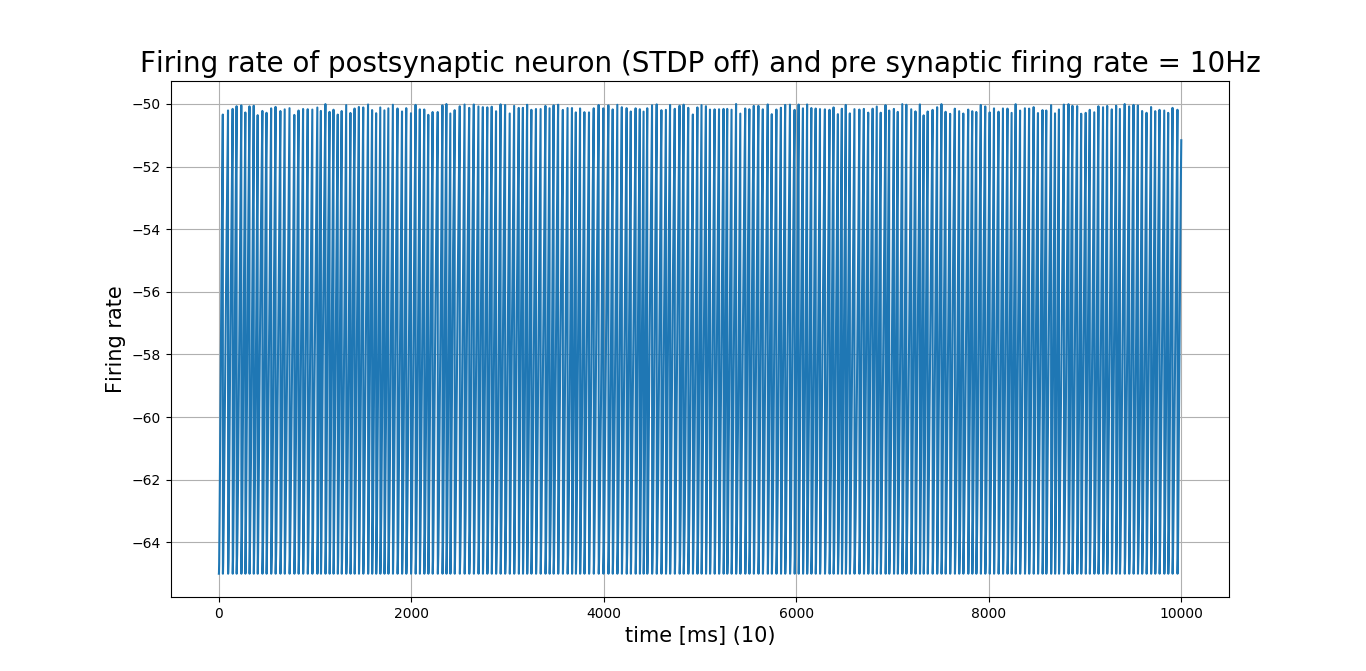 Firing rate of postsynaptic neuron (STDP off) and pre synaptic firing rate = 10Hz
−50
−52
−54
−56
−58
−60
−62
−64
Firing rate
0 2000 4000 6000 8000 10000
time [ms] (10)